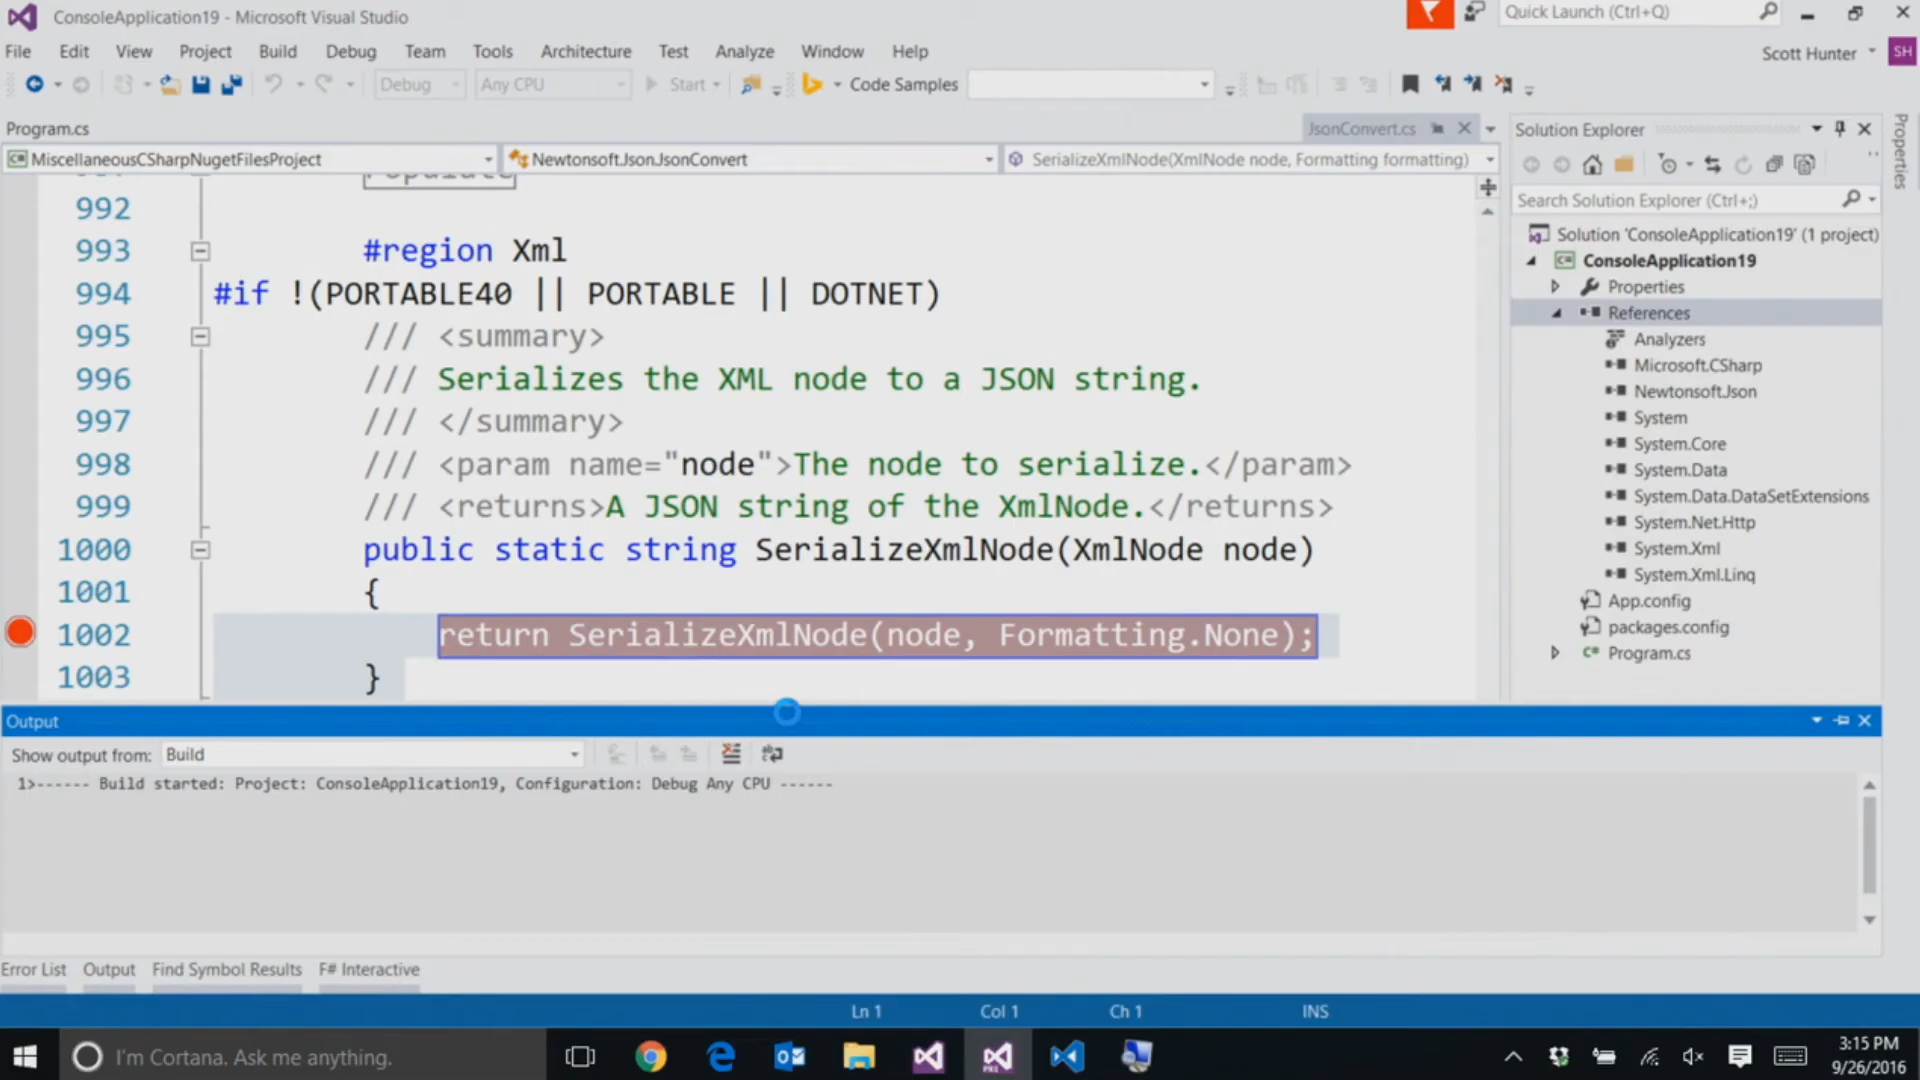 ConsoleApplication19 - Microsoft Visual Studio
Quick Launch (Ctrl+Q)
File Edit View Project Build Debug Team Tools Architecture Test Analyze Window Help
Scott Hunter SH
Debug Any CPU Start Code Samples
Program.cs
JsonConvert.cs
MiscellaneousCSharpNugetFilesProject
Newtonsoft.Json.JsonConvert
SerializeXmlNode(XmlNode node, Formatting formatting)
992
993 #region Xml
994 #if !(PORTABLE40 || PORTABLE || DOTNET)
995 /// <summary>
996 /// Serializes the XML node to a JSON string.
997 /// </summary>
998 /// <param name="node">The node to serialize.</param>
999 /// <returns>A JSON string of the XmlNode.</returns>
1000 public static string SerializeXmlNode(XmlNode node)
1001 {
1002 return SerializeXmlNode(node, Formatting.None);
1003 }
Solution Explorer
Search Solution Explorer (Ctrl+;)
Solution 'ConsoleApplication19' (1 project)
ConsoleApplication19
Properties
References
Analyzers
Microsoft.CSharp
Newtonsoft.Json
System
System.Core
System.Data
System.Data.DataSetExtensions
System.Net.Http
System.Xml
System.Xml.Linq
App.config
packages.config
Program.cs
Properties
Output
Show output from: Build
1>------ Build started: Project: ConsoleApplication19, Configuration: Debug Any CPU ------
Error List Output Find Symbol Results F# Interactive
Ln 1 Col 1 Ch 1 INS
I'm Cortana. Ask me anything.
3:15 PM
9/26/2016